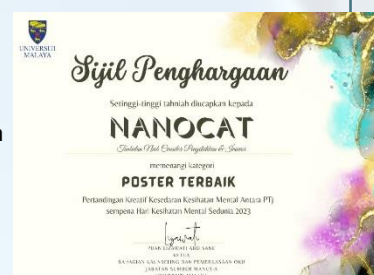 UNIVERSITI
MALAYA
Sijil Penghargaan
Setinggi-tinggi tahniah diucapkan kepada
NANOCAT
memenangi kategori
POSTER TERBAIK
Pertandingan Kreatif Kesedaran Kesihatan Mental Antara PTj
sempena Hari Kesihatan Mental Sedunia 2023
KETUA